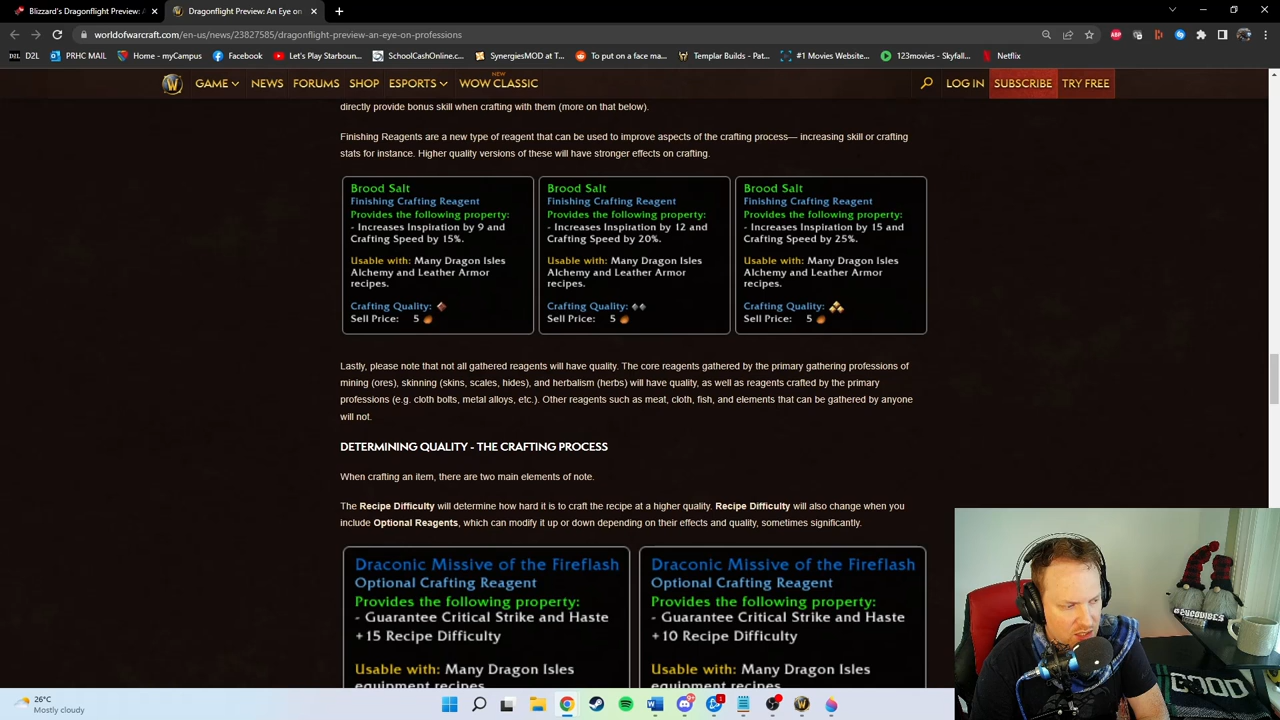 Blizzard's Dragonflight Preview: A
Dragonflight Preview: An Eye on
worldofwarcraft.com/en-us/news/23827585/dragonflight-preview-an-eye-on-professions
D2L
PRHC MAIL
Home - myCampus
Facebook
Let's Play Starboun...
SchoolCashOnline.c...
SynergiesMOD at T...
To put on a face ma...
Templar Builds - Pat...
#1 Movies Website...
123movies - Skyfall...
Netflix
GAME
NEWS
FORUMS
SHOP
ESPORTS
NEW
WOW CLASSIC
LOG IN
SUBSCRIBE
TRY FREE
directly provide bonus skill when crafting with them (more on that below).
Finishing Reagents are a new type of reagent that can be used to improve aspects of the crafting process— increasing skill or crafting
stats for instance. Higher quality versions of these will have stronger effects on crafting.
Brood Salt
Finishing Crafting Reagent
Provides the following property:
- Increases Inspiration by 9 and
Crafting Speed by 15%.
Usable with: Many Dragon Isles
Alchemy and Leather Armor
recipes.
Crafting Quality:
Sell Price: 5
Brood Salt
Finishing Crafting Reagent
Provides the following property:
- Increases Inspiration by 12 and
Crafting Speed by 20%.
Usable with: Many Dragon Isles
Alchemy and Leather Armor
recipes.
Crafting Quality:
Sell Price: 5
Brood Salt
Finishing Crafting Reagent
Provides the following property:
- Increases Inspiration by 15 and
Crafting Speed by 25%.
Usable with: Many Dragon Isles
Alchemy and Leather Armor
recipes.
Crafting Quality:
Sell Price: 5
Lastly, please note that not all gathered reagents will have quality. The core reagents gathered by the primary gathering professions of
mining (ores), skinning (skins, scales, hides), and herbalism (herbs) will have quality, as well as reagents crafted by the primary
professions (e.g. cloth bolts, metal alloys, etc.). Other reagents such as meat, cloth, fish, and elements that can be gathered by anyone
will not.
DETERMINING QUALITY - THE CRAFTING PROCESS
When crafting an item, there are two main elements of note.
The Recipe Difficulty will determine how hard it is to craft the recipe at a higher quality. Recipe Difficulty will also change when you
include Optional Reagents, which can modify it up or down depending on their effects and quality, sometimes significantly.
Draconic Missive of the Fireflash
Optional Crafting Reagent
Provides the following property:
- Guarantee Critical Strike and Haste
+15 Recipe Difficulty
Usable with: Many Dragon Isles
equipment recipes
Draconic Missive of the Fireflash
Optional Crafting Reagent
Provides the following property:
- Guarantee Critical Strike and Haste
+10 Recipe Difficulty
Usable with: Many Dragon Isles
equipment recipes
GOOD
26°C
Mostly cloudy